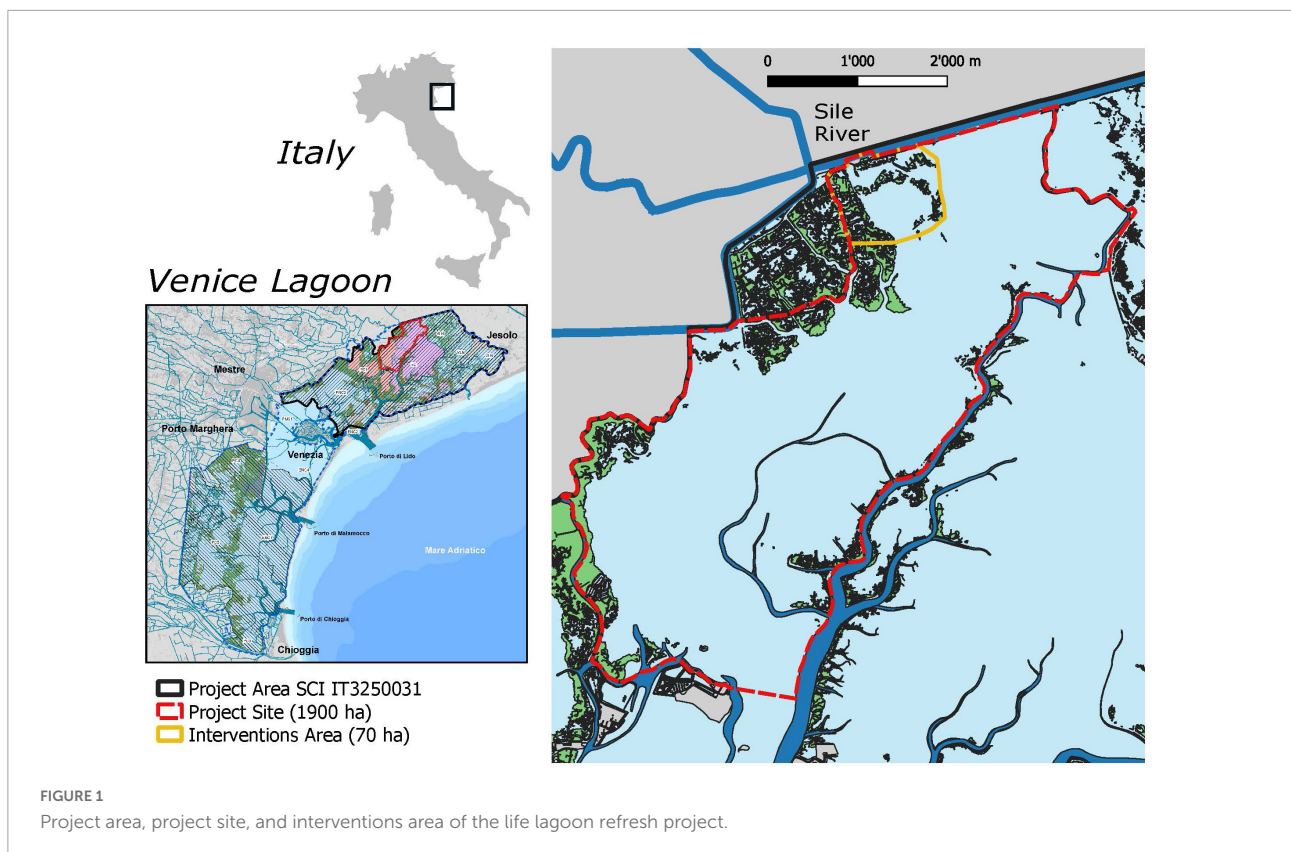 Italy
Venice Lagoon
Jesolo
Mestre
Porto Marghera
Venezia
Porto di Lido
Porto di Malamocco
Mare Adriatico
Porto di Chioggia
Chioggia
Project Area SCI IT3250031
Project Site (1900 ha)
Interventions Area (70 ha)
0 1'000 2'000 m
Sile
River
FIGURE 1
Project area, project site, and interventions area of the life lagoon refresh project.